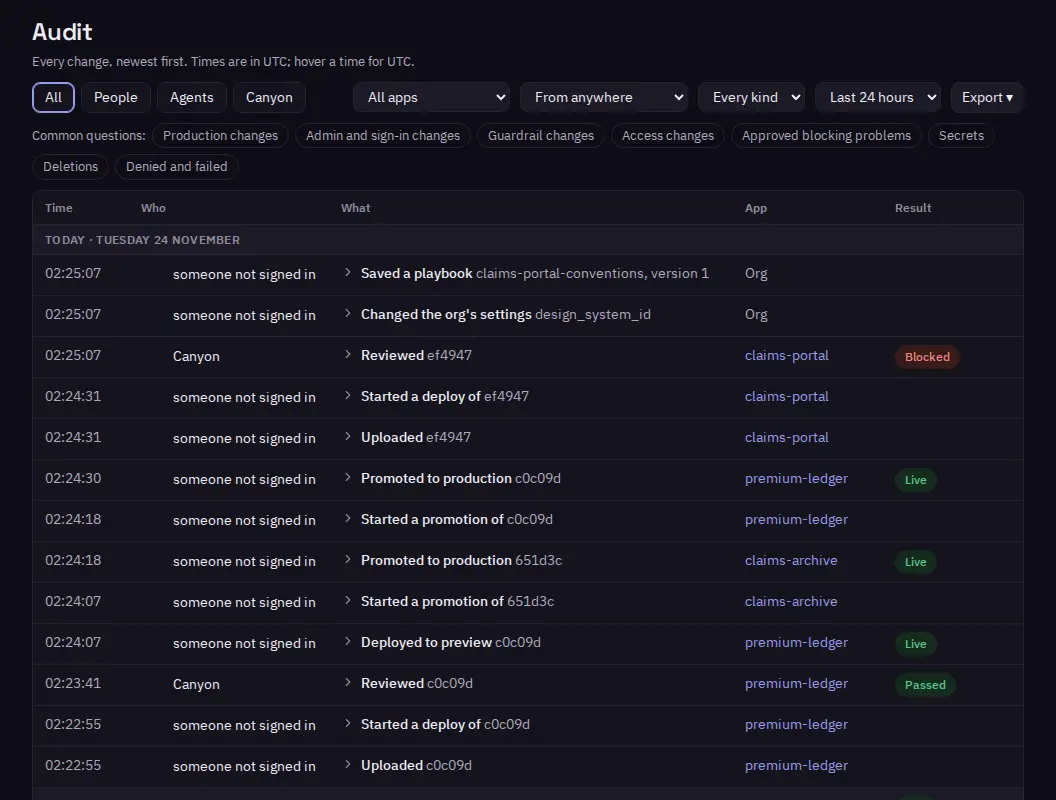 Audit
Every change, newest first. Times are in UTC; hover a time for UTC.
All People Agents Canyon All apps From anywhere Every kind Last 24 hours Export ▾
Common questions: Production changes Admin and sign-in changes Guardrail changes Access changes Approved blocking problems Secrets
Deletions Denied and failed
Time Who What App Result
TODAY · TUESDAY 24 NOVEMBER
02:25:07 someone not signed in Saved a playbook claims-portal-conventions, version 1 Org
02:25:07 someone not signed in Changed the org's settings design_system_id Org
02:25:07 Canyon Reviewed ef4947 claims-portal Blocked
02:24:31 someone not signed in Started a deploy of ef4947 claims-portal
02:24:31 someone not signed in Uploaded ef4947 claims-portal
02:24:30 someone not signed in Promoted to production c0c09d premium-ledger Live
02:24:18 someone not signed in Started a promotion of c0c09d premium-ledger
02:24:18 someone not signed in Promoted to production 651d3c claims-archive Live
02:24:07 someone not signed in Started a promotion of 651d3c claims-archive
02:24:07 someone not signed in Deployed to preview c0c09d premium-ledger Live
02:23:41 Canyon Reviewed c0c09d premium-ledger Passed
02:22:55 someone not signed in Started a deploy of c0c09d premium-ledger
02:22:55 someone not signed in Uploaded c0c09d premium-ledger